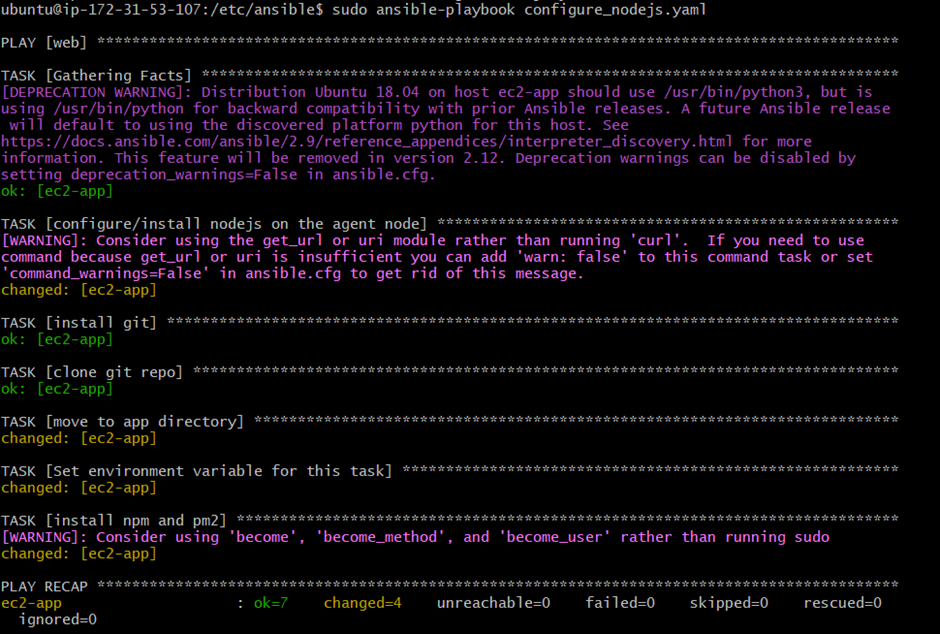 ubuntu@ip-172-31-53-107:/etc/ansible$ sudo ansible-playbook configure_nodejs.yaml
PLAY [web] *******************************************************************************************
TASK [Gathering Facts] *******************************************************************************
[DEPRECATION WARNING]: Distribution Ubuntu 18.04 on host ec2-app should use /usr/bin/python3, but is
using /usr/bin/python for backward compatibility with prior Ansible releases. A future Ansible release
will default to using the discovered platform python for this host. See
https://docs.ansible.com/ansible/2.9/reference_appendices/interpreter_discovery.html for more
information. This feature will be removed in version 2.12. Deprecation warnings can be disabled by
setting deprecation_warnings=False in ansible.cfg.
ok: [ec2-app]
TASK [configure/install nodejs on the agent node] ****************************************************
[WARNING]: Consider using the get_url or uri module rather than running 'curl'.  If you need to use
command because get_url or uri is insufficient you can add 'warn: false' to this command task or set
'command_warnings=False' in ansible.cfg to get rid of this message.
changed: [ec2-app]
TASK [install git] ***********************************************************************************
ok: [ec2-app]
TASK [clone git repo] ********************************************************************************
ok: [ec2-app]
TASK [move to app directory] *************************************************************************
changed: [ec2-app]
TASK [Set environment variable for this task] ********************************************************
changed: [ec2-app]
TASK [install npm and pm2] ***************************************************************************
[WARNING]: Consider using 'become', 'become_method', and 'become_user' rather than running sudo
changed: [ec2-app]
PLAY RECAP *******************************************************************************************
ec2-app                    : ok=7    changed=4    unreachable=0    failed=0    skipped=0    rescued=0
ignored=0